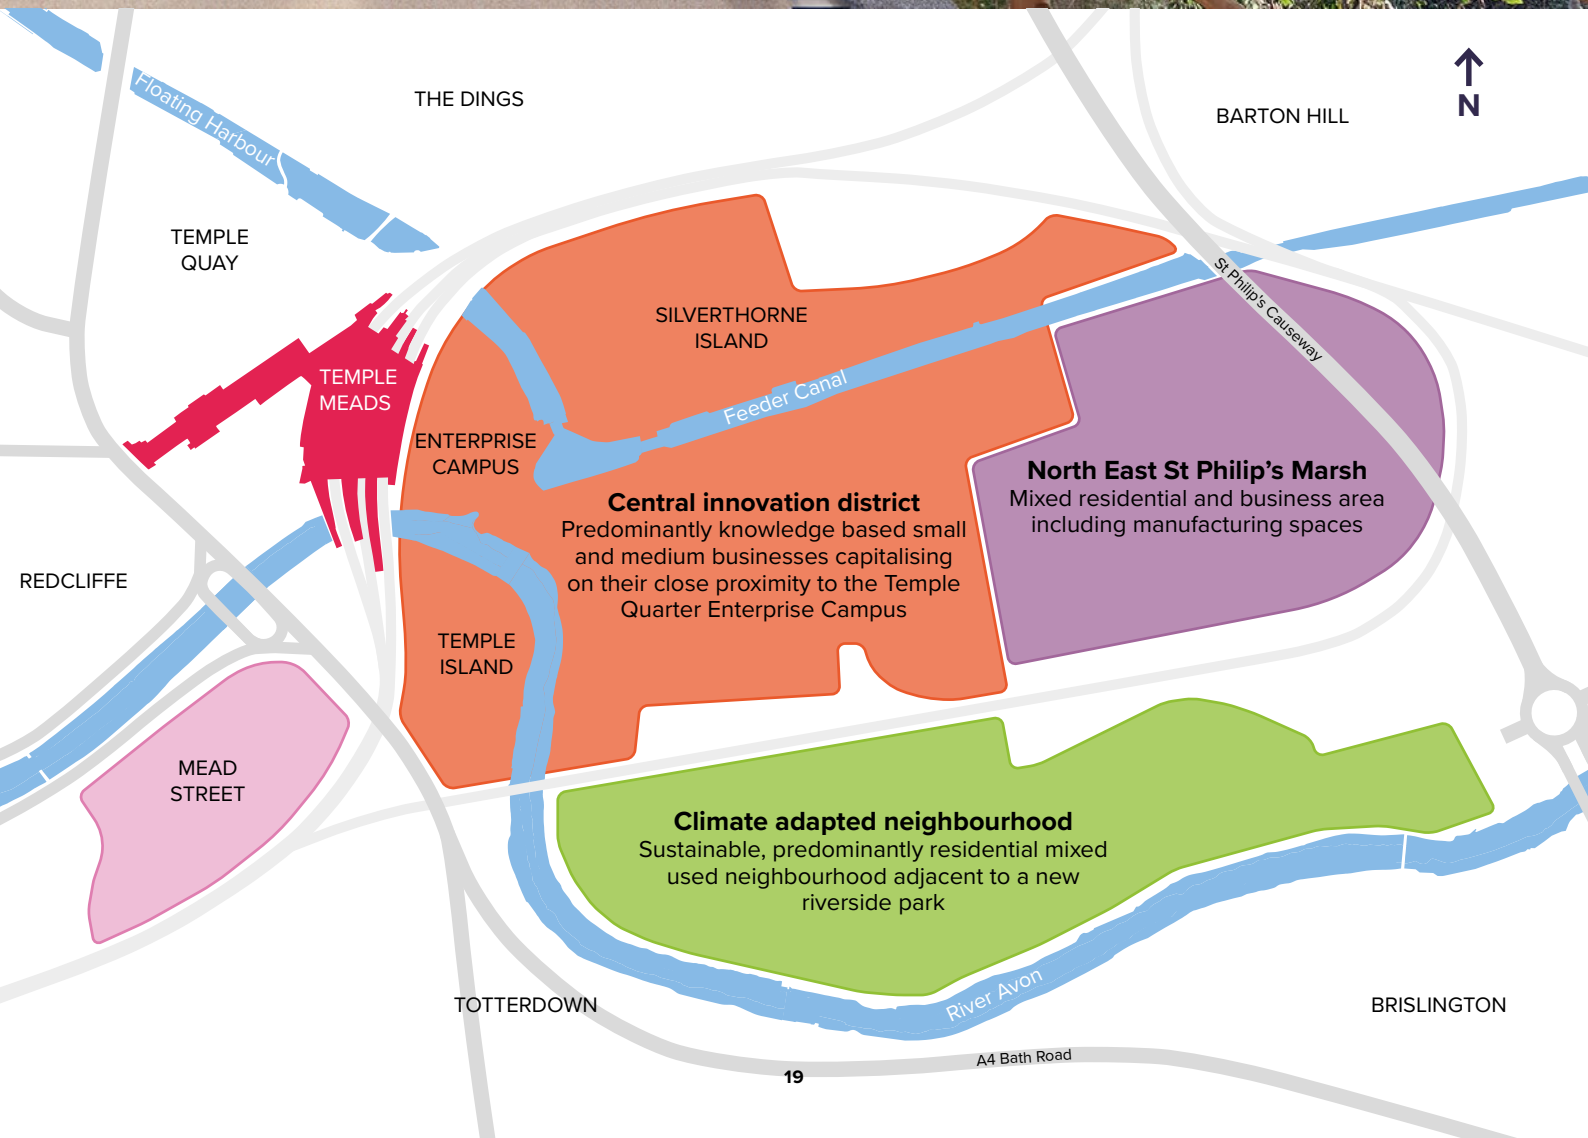 THE DINGS
BARTON HILL
N
Floating Harbour
TEMPLE
QUAY
St Philip's Causeway
SILVERTHORNE
ISLAND
TEMPLE
MEADS
Feeder Canal
ENTERPRISE
CAMPUS
North East St Philip's Marsh
Mixed residential and business area
including manufacturing spaces
Central innovation district
Predominantly knowledge based small
and medium businesses capitalising
on their close proximity to the Temple
Quarter Enterprise Campus
REDCLIFFE
TEMPLE
ISLAND
MEAD
STREET
Climate adapted neighbourhood
Sustainable, predominantly residential mixed
used neighbourhood adjacent to a new
riverside park
River Avon
TOTTERDOWN
BRISLINGTON
A4 Bath Road
19